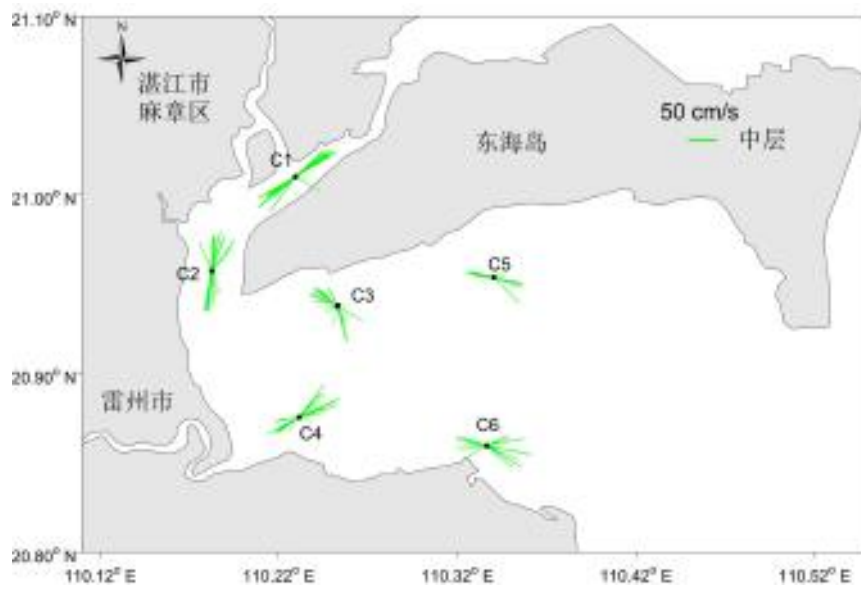 21.10° N
N
湛江市
麻章区
50 cm/s
中层
东海岛
C1
21.00° N
C2
C5
C3
20.90° N
雷州市
C4
C6
20.80° N
110.12° E
110.22° E
110.32° E
110.42° E
110.52° E